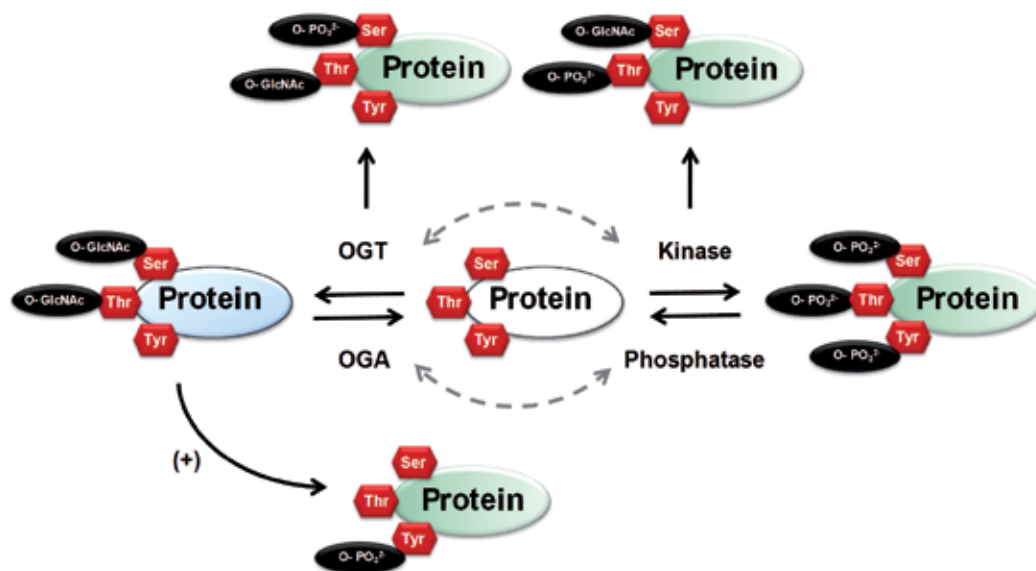 O- PO₃²⁻ Ser
Thr Protein
O- GlcNAc
Tyr
O- GlcNAc Ser
Thr Protein
O- PO₃²⁻
Tyr
OGT
Kinase
O- GlcNAc
Ser
O- GlcNAc Thr Protein
Tyr
Ser
Thr Protein
Tyr
O- PO₃²⁻
Ser
O- PO₃²⁻ Thr Protein
Tyr
O- PO₃²⁻
OGA
Phosphatase
(+)
Ser
Thr Protein
Tyr
O- PO₃²⁻